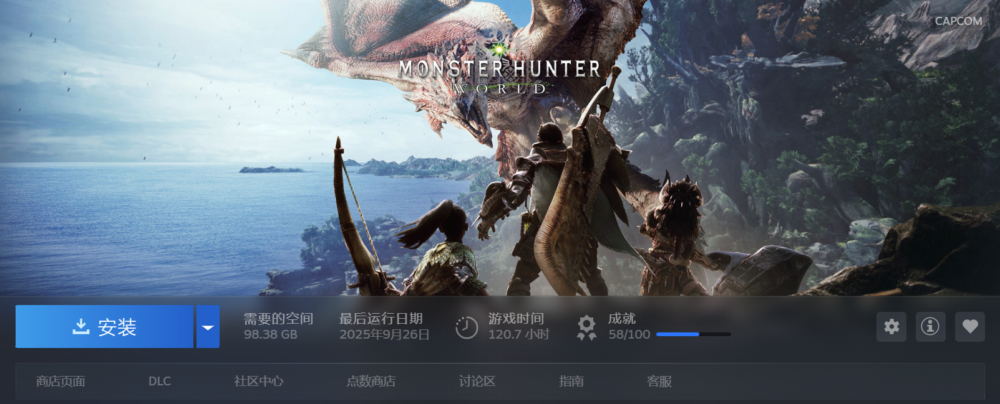 CAPCOM
MONSTER HUNTER
WORLD
安装
需要的空间
98.38 GB
最后运行日期
2025年9月26日
游戏时间
120.7 小时
成就
58/100
商店页面
DLC
社区中心
点数商店
讨论区
指南
客服